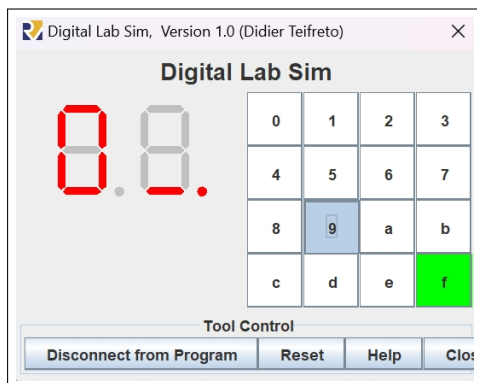 Digital Lab Sim, Version 1.0 (Didier Teifreto)
Digital Lab Sim
0 1 2 3
4 5 6 7
8 9 a b
c d e f
Tool Control
Disconnect from Program Reset Help Clos